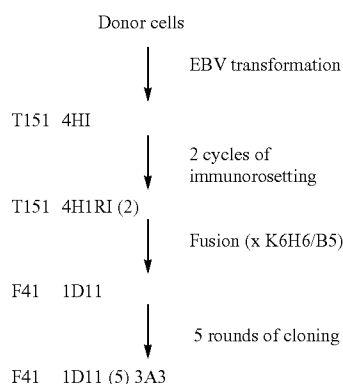 Donor cells
EBV transformation
T151 4HI
2 cycles of
immunorosetting
T151 4H1RI (2)
Fusion (x K6H6/B5)
F41 1D11
5 rounds of cloning
F41 1D11 (5) 3A3